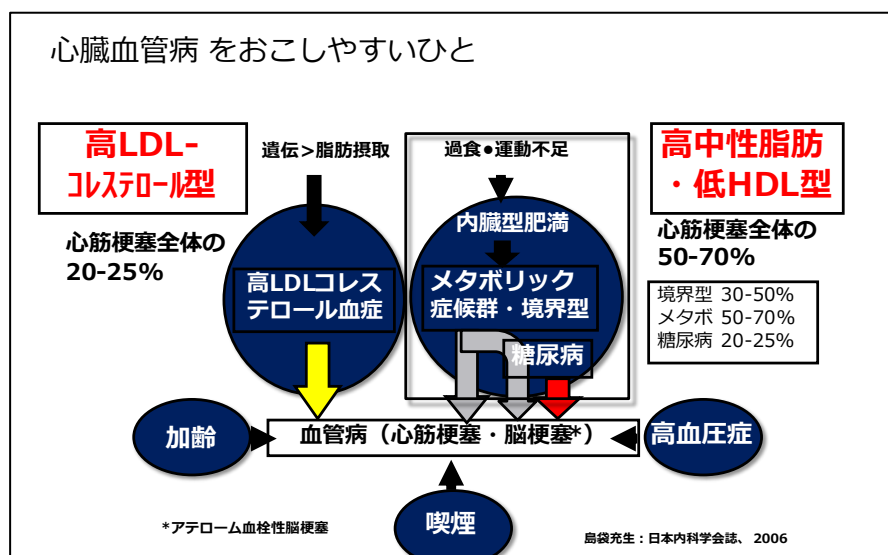 心臓血管病 をおこしやすいひと
高LDL-
ｺﾚｽﾃﾛｰﾙ型
心筋梗塞全体の
20-25%
遺伝>脂肪摂取
高LDLコレス
テロール血症
過食●運動不足
内臓型肥満
メタボリック
症候群・境界型
糖尿病
高中性脂肪
・低HDL型
心筋梗塞全体の
50-70%
境界型 30-50%
メタボ 50-70%
糖尿病 20-25%
加齢
血管病（心筋梗塞・脳梗塞*）
高血圧症
喫煙
*アテローム血栓性脳梗塞
島袋充生：日本内科学会誌、 2006